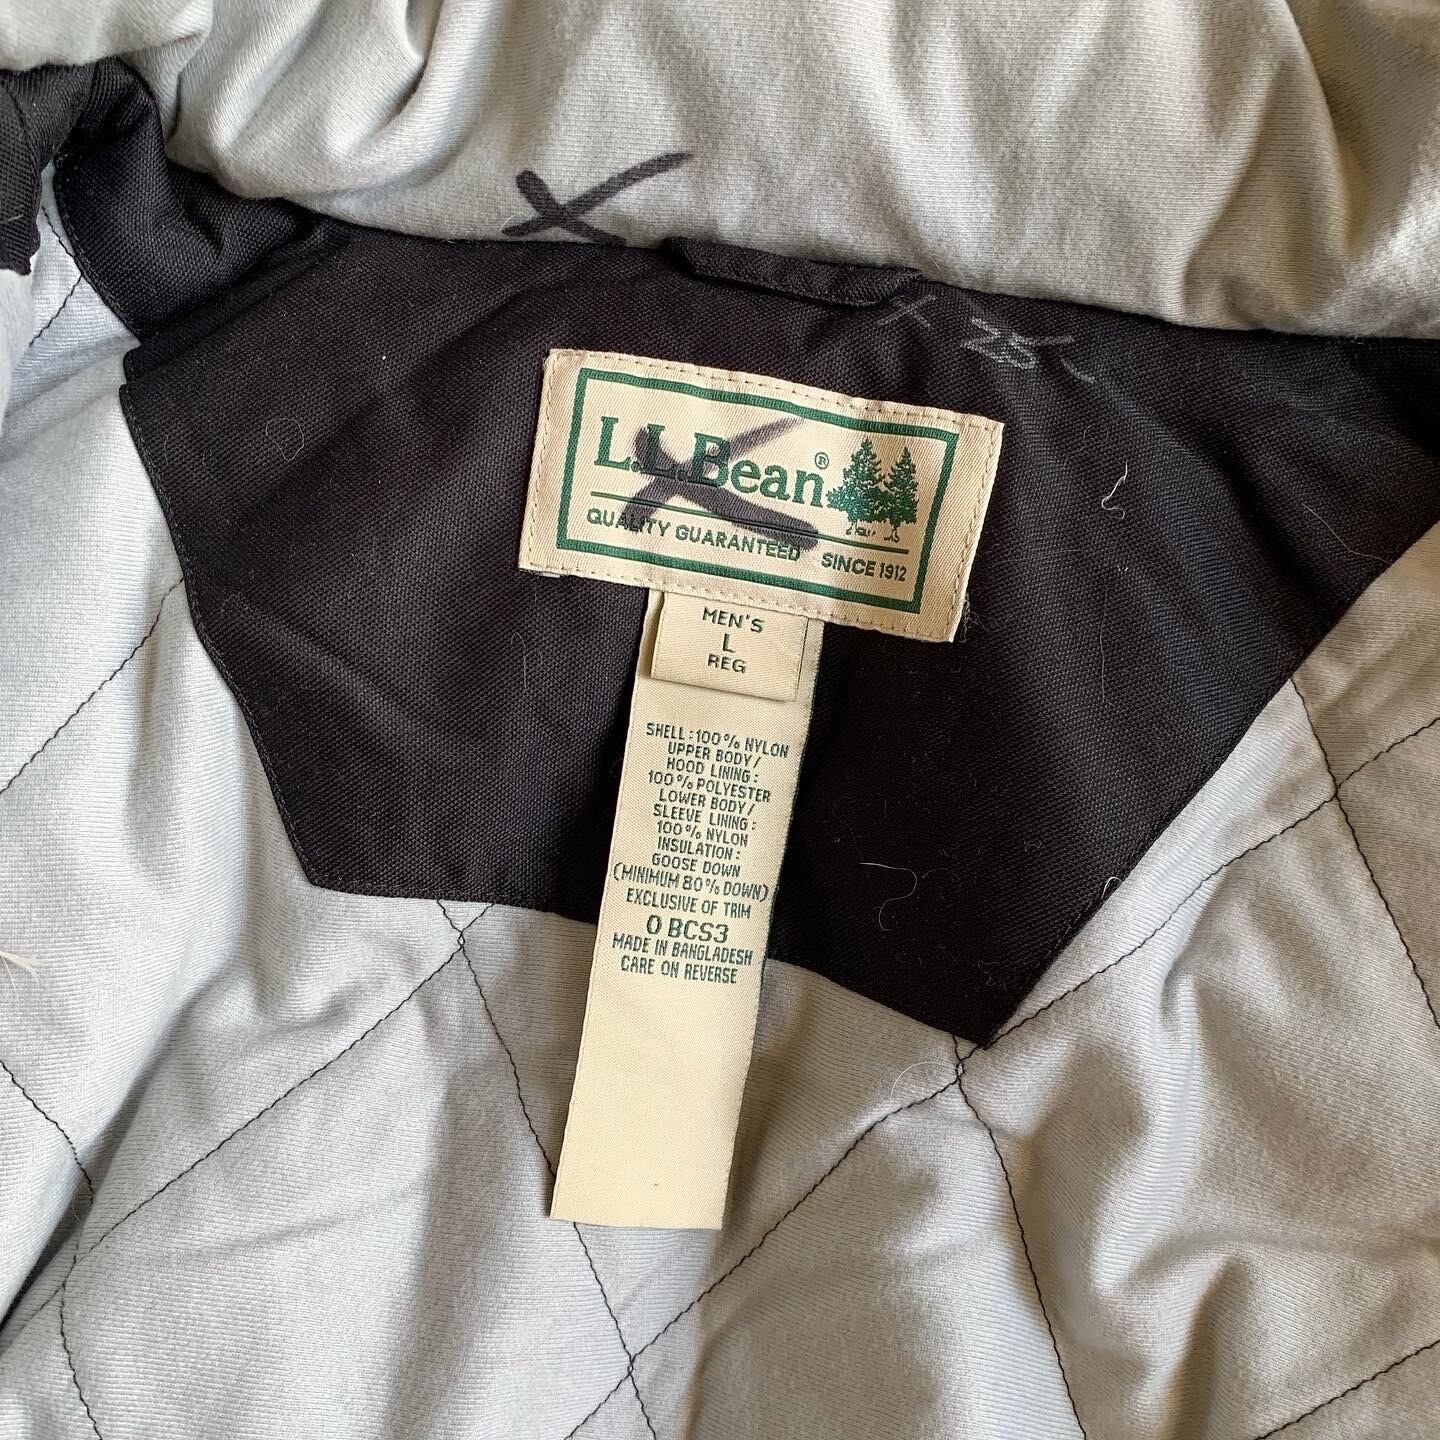 X
X 25
L.L.Bean®
QUALITY GUARANTEED SINCE 1912
X
MEN'S
L
REG
SHELL:100% NYLON
UPPER BODY/
HOOD LINING:
100% POLYESTER
LOWER BODY/
SLEEVE LINING:
100% NYLON
INSULATION:
GOOSE DOWN
(MINIMUM 80% DOWN)
EXCLUSIVE OF TRIM
0 BCS3
MADE IN BANGLADESH
CARE ON REVERSE